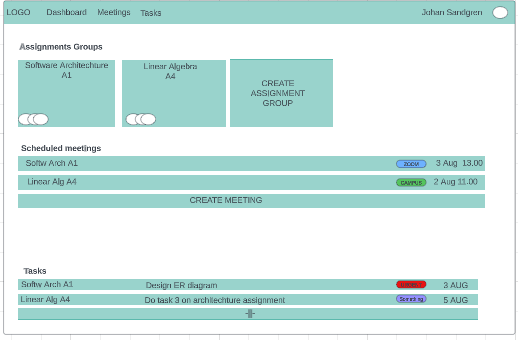 LOGO Dashboard Meetings Tasks Johan Sandgren
Assignments Groups
Software Architechture
A1
Linear Algebra
A4
CREATE
ASSIGNMENT
GROUP
Scheduled meetings
Softw Arch A1 ZOOM 3 Aug 13.00
Linear Alg A4 CAMPUS 2 Aug 11.00
CREATE MEETING
Tasks
Softw Arch A1 Design ER diagram 3 AUG
Linear Alg A4 Do task 3 on architechture assignment 5 AUG